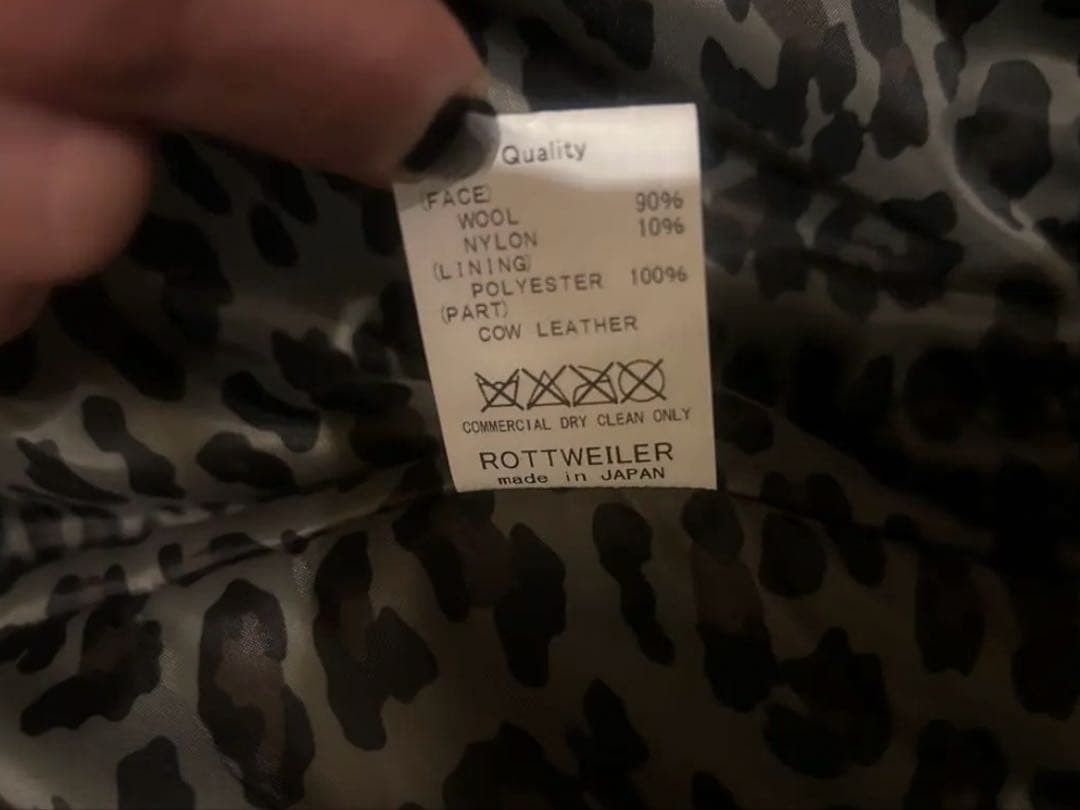 Quality
(FACE)
WOOL 90%
NYLON 10%
(LINING)
POLYESTER 100%
(PART)
COW LEATHER
COMMERCIAL DRY CLEAN ONLY
ROTTWEILER
made in JAPAN